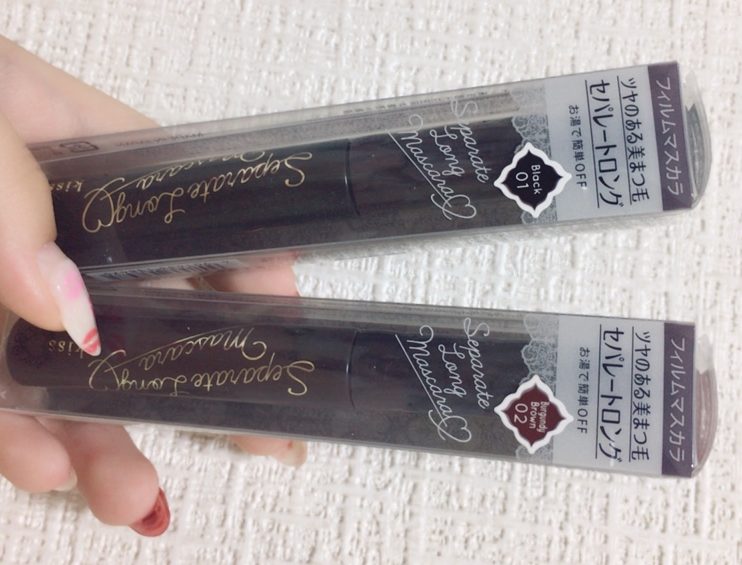 フィルムマスカラ
ツヤのある美まつ毛
セパレートロング
お湯で簡単OFF
Black
01
Separate
Long
Mascara
Separate Long
mascara
kiss
フィルムマスカラ
ツヤのある美まつ毛
セパレートロング
お湯で簡単OFF
Burgundy
Brown
02
Separate
Long
Mascara
Separate Long
mascara
kiss